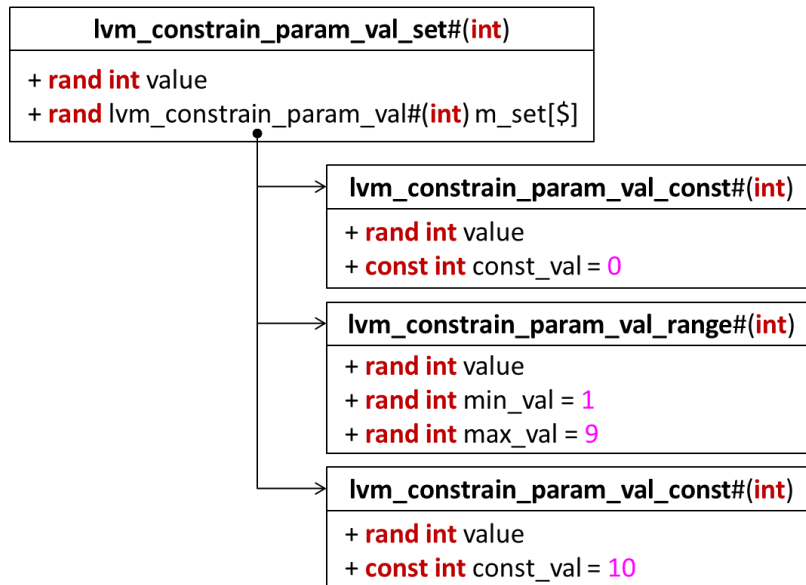 lvm_constrain_param_val_set#(int)
+ rand int value
+ rand lvm_constrain_param_val#(int) m_set[$]
lvm_constrain_param_val_const#(int)
+ rand int value
+ const int const_val = 0
lvm_constrain_param_val_range#(int)
+ rand int value
+ rand int min_val = 1
+ rand int max_val = 9
lvm_constrain_param_val_const#(int)
+ rand int value
+ const int const_val = 10